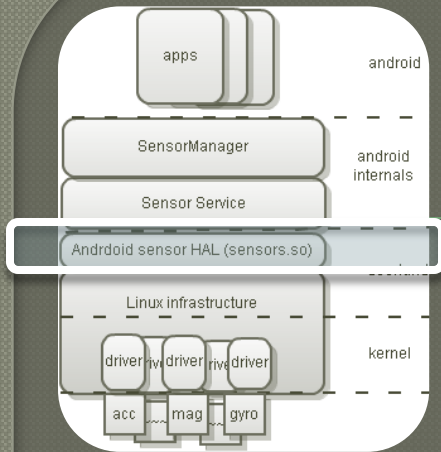 apps
android
SensorManager
android
internals
Sensor Service
Andrdoid sensor HAL (sensors.so)
Linux infrastructure
kernel
driver
driver
driver
acc
~~
mag
~~
gyro